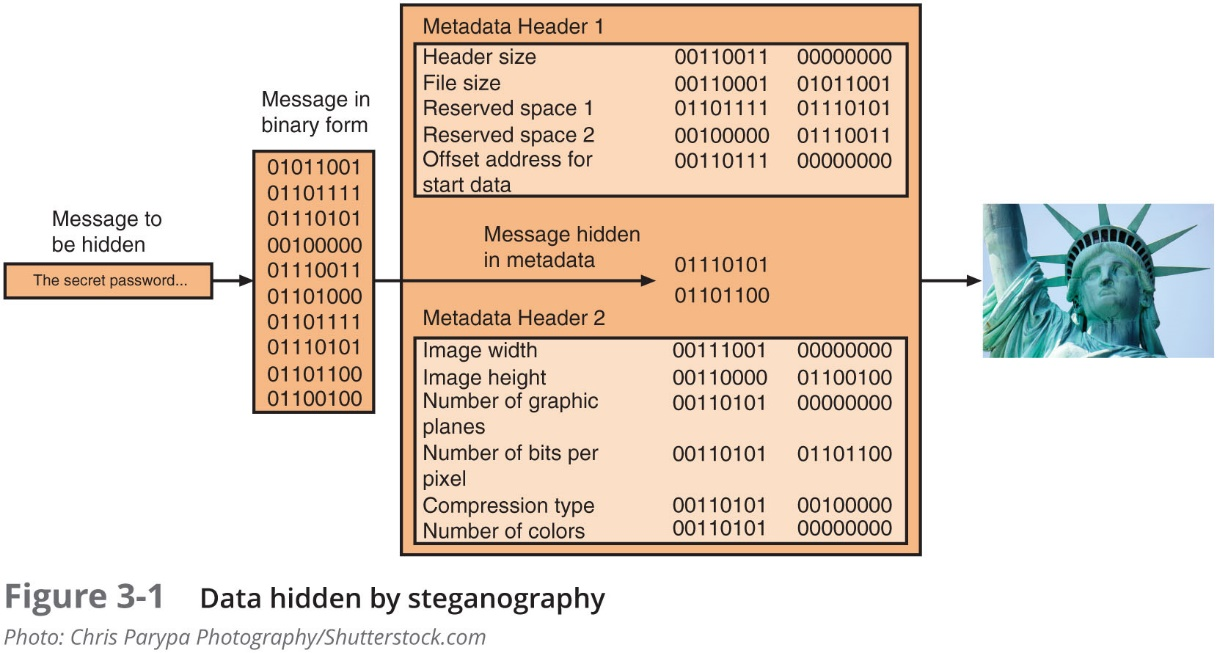 Message to
be hidden
The secret password...
Message in
binary form
01011001
01101111
01110101
00100000
01110011
01101000
01101111
01110101
01101100
01100100
Metadata Header 1
Header size 00110011 00000000
File size 00110001 01011001
Reserved space 1 01101111 01110101
Reserved space 2 00100000 01110011
Offset address for 00110111 00000000
start data
Message hidden
in metadata
01110101
01101100
Metadata Header 2
Image width 00111001 00000000
Image height 00110000 01100100
Number of graphic 00110101 00000000
planes
Number of bits per 00110101 01101100
pixel
Compression type 00110101 00100000
Number of colors 00110101 00000000
Figure 3-1 Data hidden by steganography
Photo: Chris Parypa Photography/Shutterstock.com